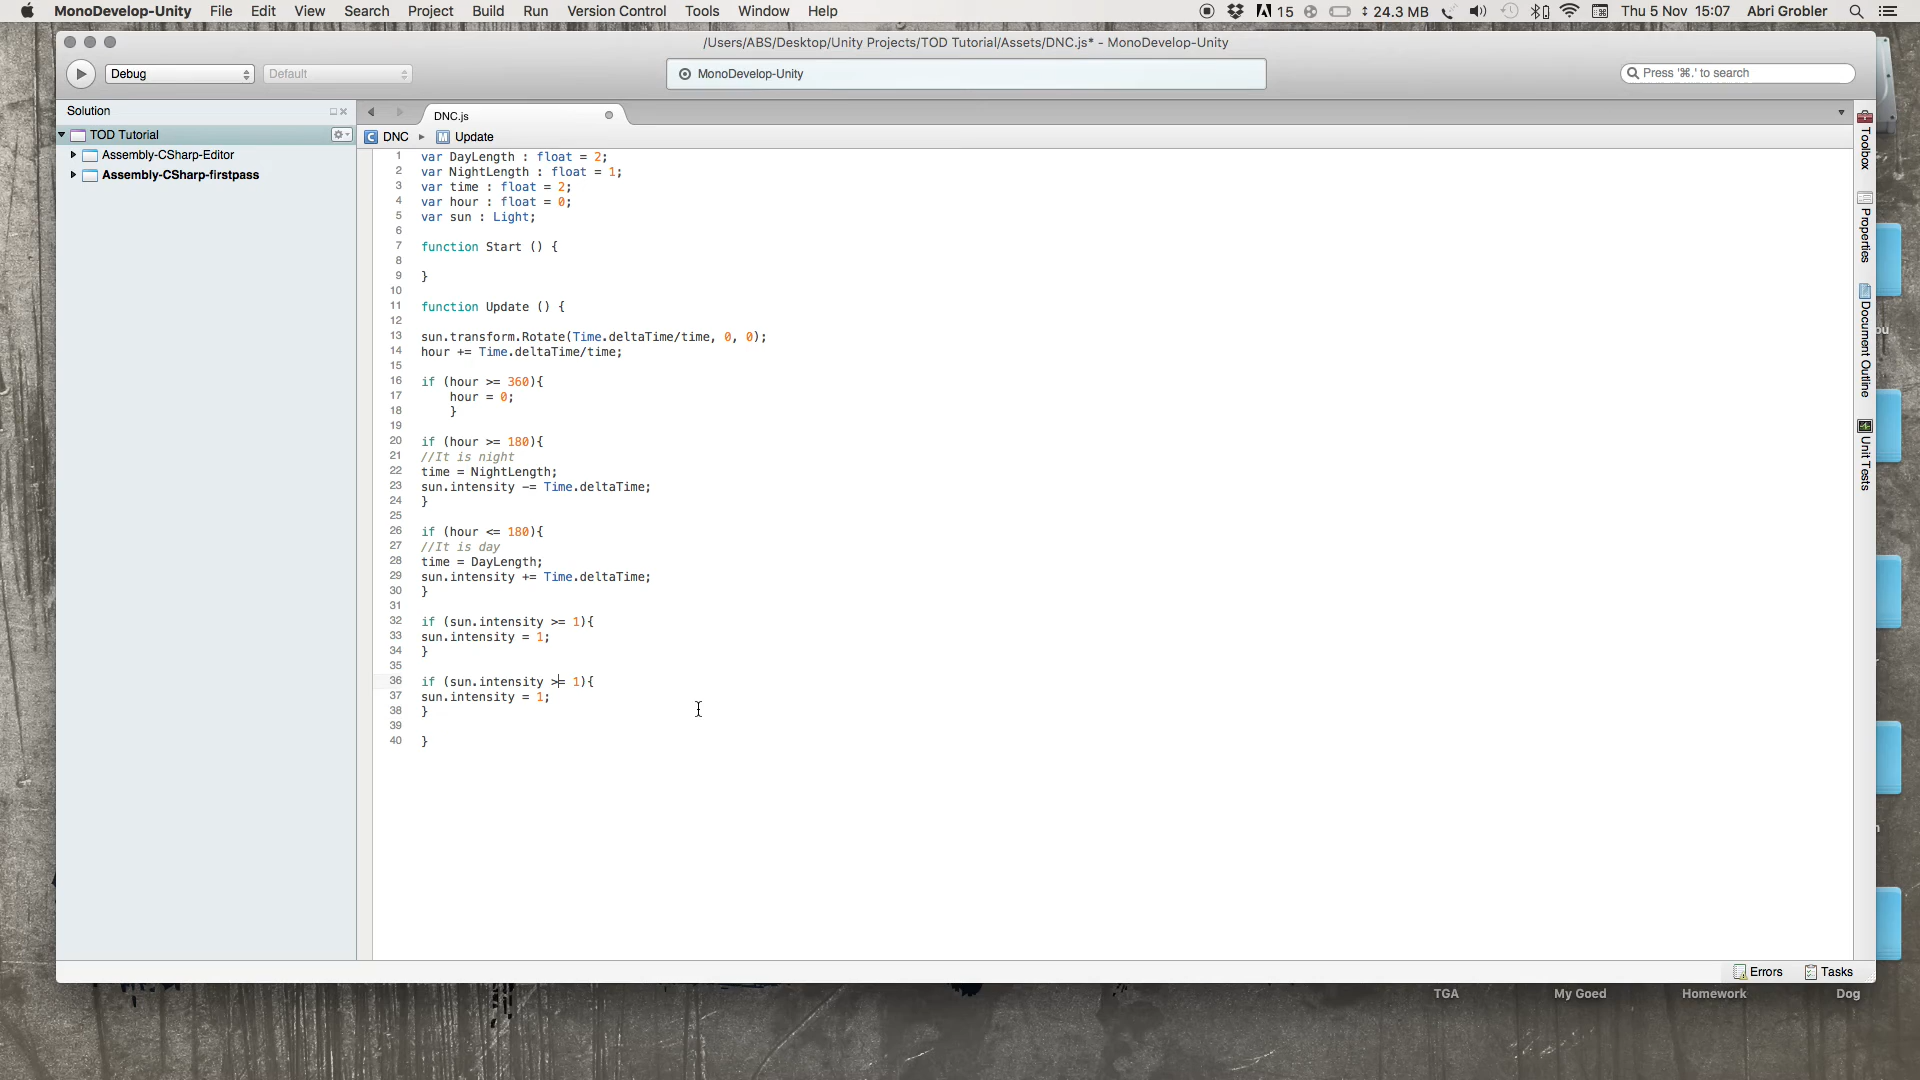 MonoDevelop-Unity File Edit View Search Project Build Run Version Control Tools Window Help 15 24.3 MB Thu 5 Nov 15:07 Abri Grobler
/Users/ABS/Desktop/Unity Projects/TOD Tutorial/Assets/DNC.js* - MonoDevelop-Unity
Debug Default MonoDevelop-Unity Press '⌘.' to search
Solution
TOD Tutorial
Assembly-CSharp-Editor
Assembly-CSharp-firstpass
DNC.js
DNC Update
1 var DayLength : float = 2;
2 var NightLength : float = 1;
3 var time : float = 2;
4 var hour : float = 0;
5 var sun : Light;
6
7 function Start () {
8
9 }
10
11 function Update () {
12
13 sun.transform.Rotate(Time.deltaTime/time, 0, 0);
14 hour += Time.deltaTime/time;
15
16 if (hour >= 360){
17 hour = 0;
18 }
19
20 if (hour >= 180){
21 //It is night
22 time = NightLength;
23 sun.intensity -= Time.deltaTime;
24 }
25
26 if (hour <= 180){
27 //It is day
28 time = DayLength;
29 sun.intensity += Time.deltaTime;
30 }
31
32 if (sun.intensity >= 1){
33 sun.intensity = 1;
34 }
35
36 if (sun.intensity >= 1){
37 sun.intensity = 1;
38 }
39
40 }
Toolbox
Properties
Document Outline
Unit Tests
Errors Tasks
TGA My Goed Homework Dog